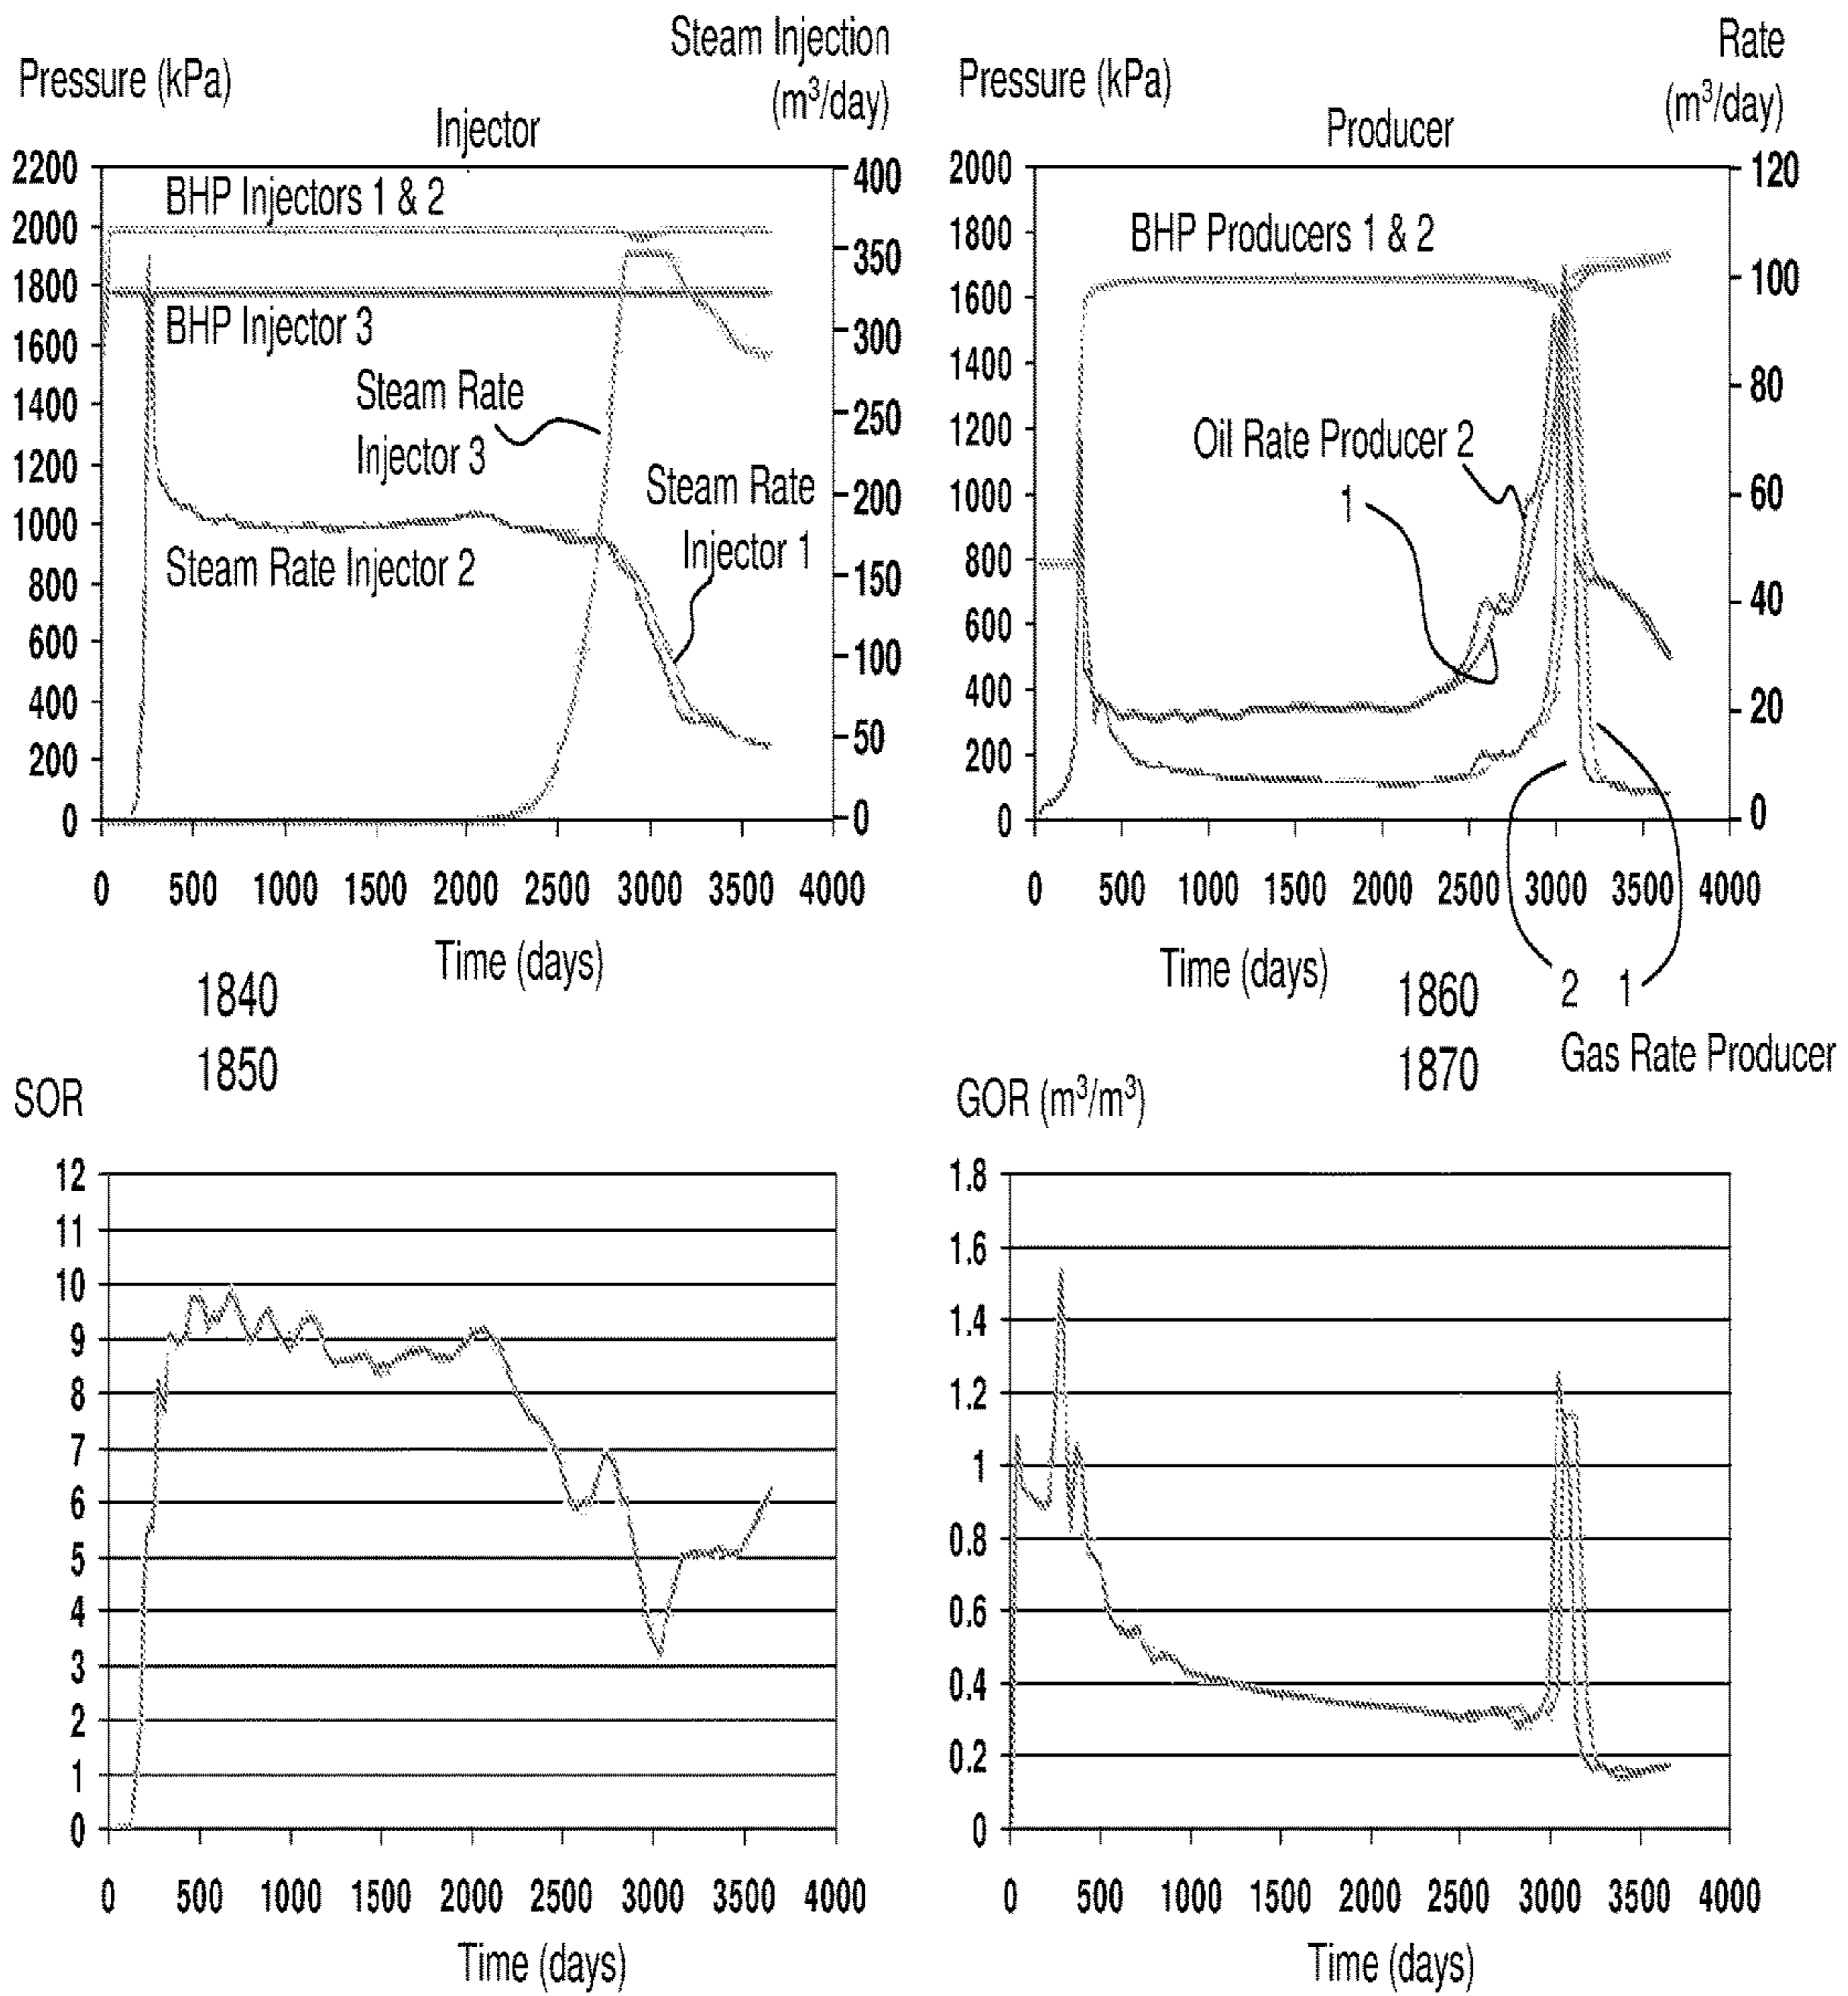 Pressure (kPa)
Steam Injection
(m³/day)
Injector
2200
2000
1800
1600
1400
1200
1000
800
600
400
200
0
BHP Injectors 1 & 2
BHP Injector 3
Steam Rate
Injector 3
Steam Rate
Injector 1
Steam Rate Injector 2
400
350
300
250
200
150
100
50
0
0 500 1000 1500 2000 2500 3000 3500 4000
Time (days)
1840
Pressure (kPa)
Rate
(m³/day)
Producer
2000
1800
1600
1400
1200
1000
800
600
400
200
0
BHP Producers 1 & 2
Oil Rate Producer 2
1
120
100
80
60
40
20
0
0 500 1000 1500 2000 2500 3000 3500 4000
Time (days)
1860
2 1
Gas Rate Producer
1850
SOR
12
11
10
9
8
7
6
5
4
3
2
1
0
0 500 1000 1500 2000 2500 3000 3500 4000
Time (days)
1870
GOR (m³/m³)
1.8
1.6
1.4
1.2
1
0.8
0.6
0.4
0.2
0
0 500 1000 1500 2000 2500 3000 3500 4000
Time (days)